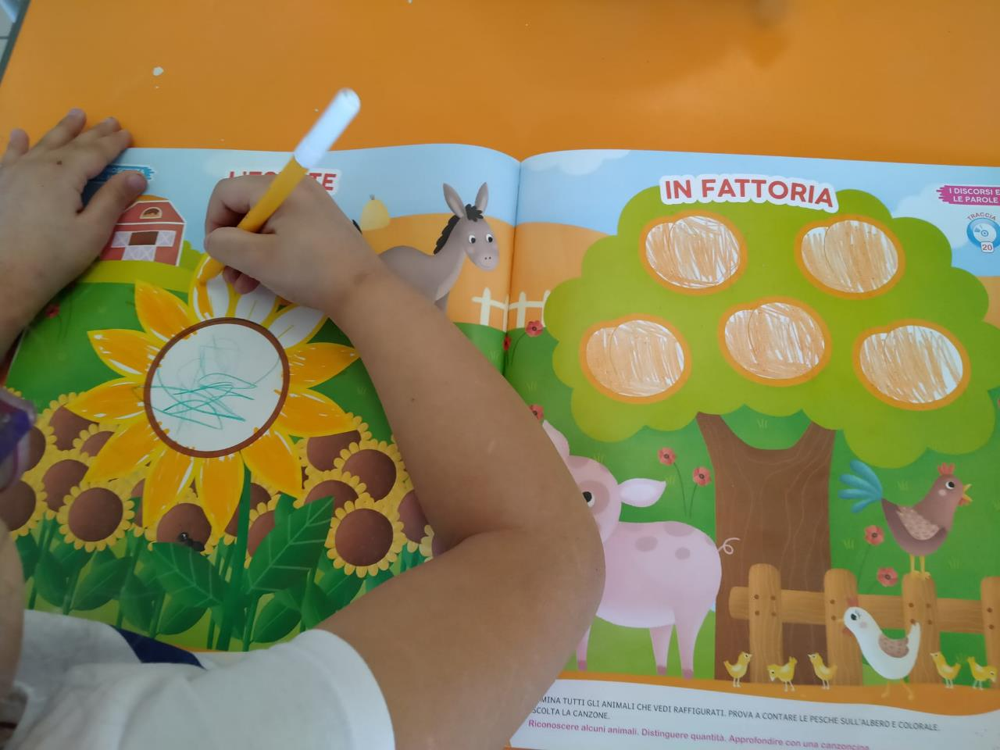 IN FATTORIA
I DISCORSI E
LE PAROLE
TRACCIA
20
TUTTI GLI ANIMALI CHE VEDI RAFFIGURATI. PROVA A CONTARE LE PESCHE SULL'ALBERO E COLORALE.
LA CANZONE.
Riconoscere alcuni animali. Distinguere quantità. Approfondire con una canzoncina